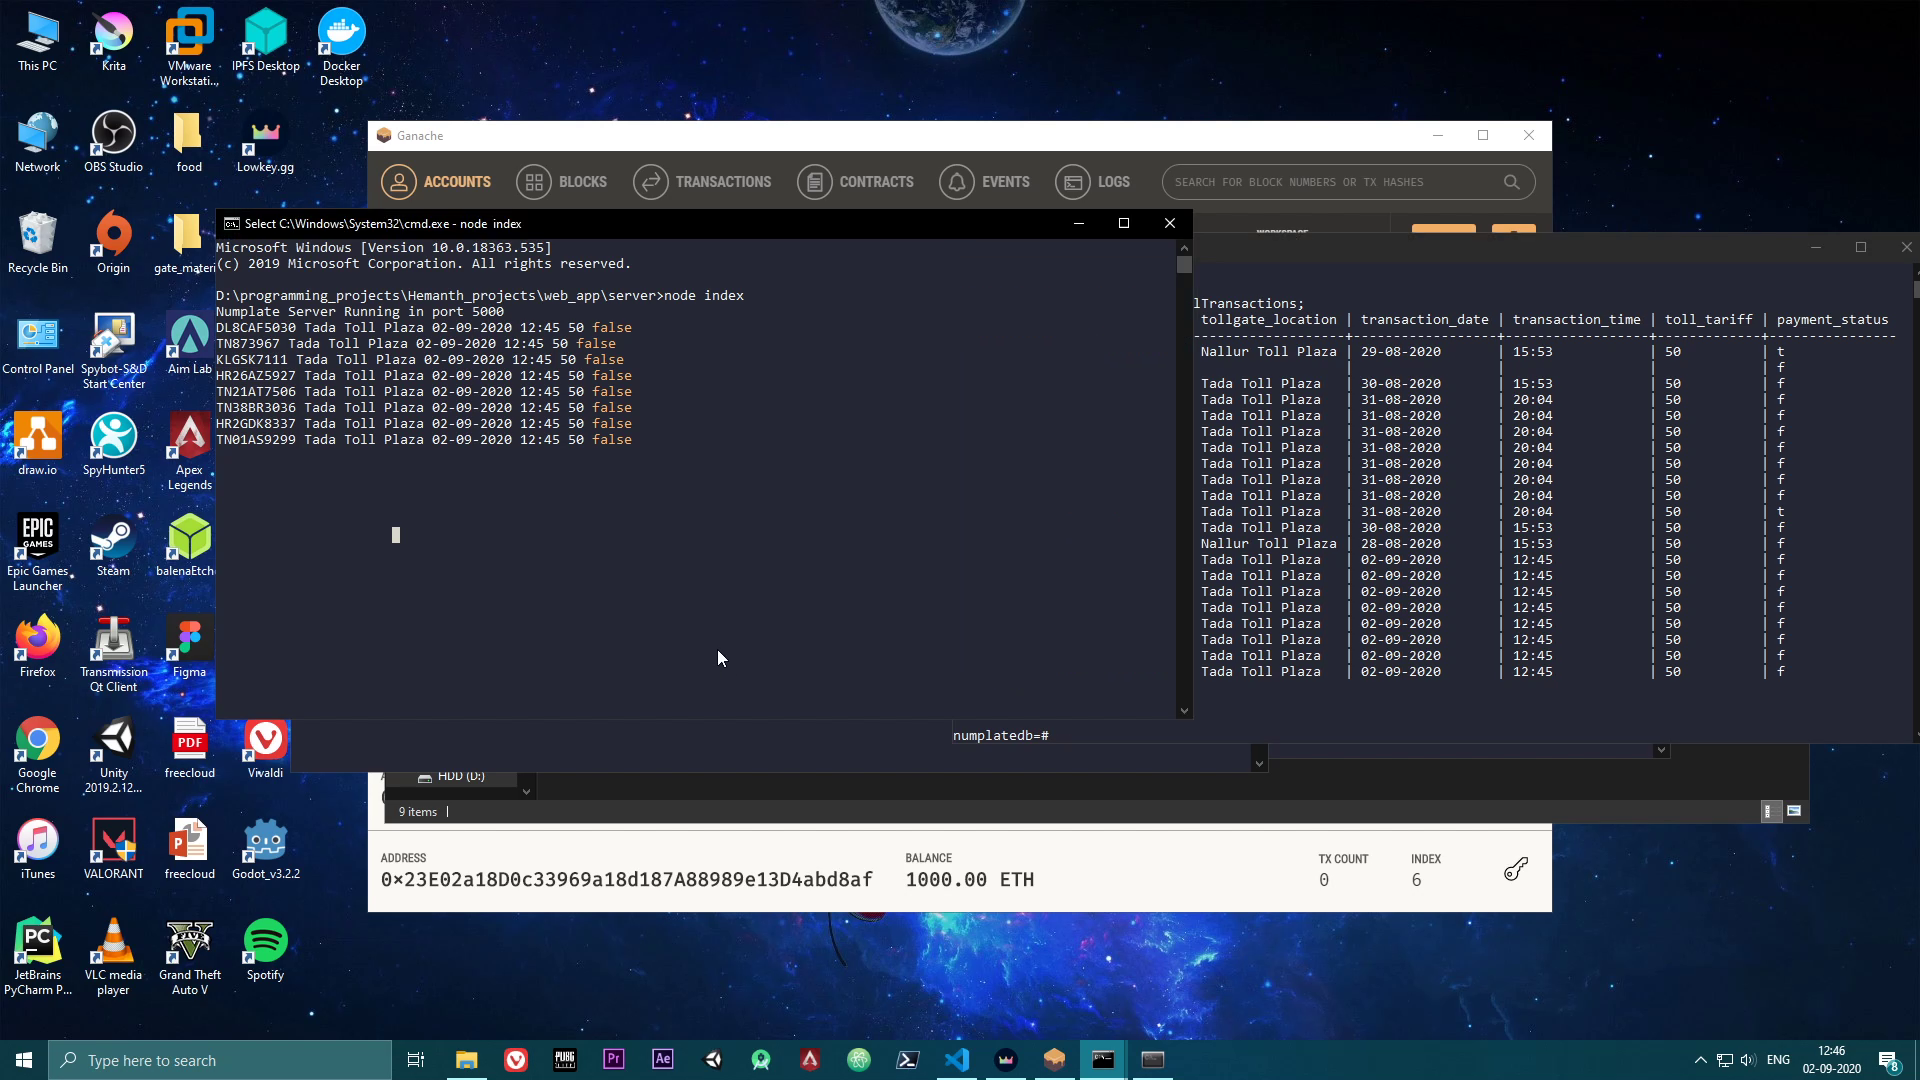 This PC
Krita
VMware Workstati...
IPFS Desktop
Docker Desktop
Network
OBS Studio
food
Lowkey.gg
Recycle Bin
Origin
gate_materi
Control Panel
Spybot-S&D Start Center
Aim Lab
draw.io
SpyHunter5
Apex Legends
EPIC GAMES
Epic Games Launcher
Steam
balenaEtch
Firefox
Transmission Qt Client
Figma
Google Chrome
Unity 2019.2.12...
PDF
freecloud
Vivaldi
iTunes
VALORANT
freecloud
Godot_v3.2.2
PC
JetBrains PyCharm P...
VLC media player
Grand Theft Auto V
Spotify
Ganache
ACCOUNTS
BLOCKS
TRANSACTIONS
CONTRACTS
EVENTS
LOGS
SEARCH FOR BLOCK NUMBERS OR TX HASHES
Select C:\Windows\System32\cmd.exe - node  index
Microsoft Windows [Version 10.0.18363.535]
(c) 2019 Microsoft Corporation. All rights reserved.
D:\programming_projects\Hemanth_projects\web_app\server>node index
Numplate Server Running in port 5000
DL8CAF5030 Tada Toll Plaza 02-09-2020 12:45 50 false
TN873967 Tada Toll Plaza 02-09-2020 12:45 50 false
KLGSK7111 Tada Toll Plaza 02-09-2020 12:45 50 false
HR26AZ5927 Tada Toll Plaza 02-09-2020 12:45 50 false
TN21AT7506 Tada Toll Plaza 02-09-2020 12:45 50 false
TN38BR3036 Tada Toll Plaza 02-09-2020 12:45 50 false
HR2GDK8337 Tada Toll Plaza 02-09-2020 12:45 50 false
TN01AS9299 Tada Toll Plaza 02-09-2020 12:45 50 false
WORKSPACE
lTransactions;
tollgate_location | transaction_date | transaction_time | toll_tariff | payment_status
------------------+------------------+------------------+-------------+----------------
Nallur Toll Plaza | 29-08-2020 | 15:53 | 50 | t
| | | | f
Tada Toll Plaza | 30-08-2020 | 15:53 | 50 | f
Tada Toll Plaza | 31-08-2020 | 20:04 | 50 | f
Tada Toll Plaza | 31-08-2020 | 20:04 | 50 | f
Tada Toll Plaza | 31-08-2020 | 20:04 | 50 | f
Tada Toll Plaza | 31-08-2020 | 20:04 | 50 | f
Tada Toll Plaza | 31-08-2020 | 20:04 | 50 | f
Tada Toll Plaza | 31-08-2020 | 20:04 | 50 | f
Tada Toll Plaza | 31-08-2020 | 20:04 | 50 | f
Tada Toll Plaza | 31-08-2020 | 20:04 | 50 | t
Tada Toll Plaza | 30-08-2020 | 15:53 | 50 | f
Nallur Toll Plaza | 28-08-2020 | 15:53 | 50 | f
Tada Toll Plaza | 02-09-2020 | 12:45 | 50 | f
Tada Toll Plaza | 02-09-2020 | 12:45 | 50 | f
Tada Toll Plaza | 02-09-2020 | 12:45 | 50 | f
Tada Toll Plaza | 02-09-2020 | 12:45 | 50 | f
Tada Toll Plaza | 02-09-2020 | 12:45 | 50 | f
Tada Toll Plaza | 02-09-2020 | 12:45 | 50 | f
Tada Toll Plaza | 02-09-2020 | 12:45 | 50 | f
Tada Toll Plaza | 02-09-2020 | 12:45 | 50 | f
numplatedb=#
HDD (D:)
9 items
ADDRESS BALANCE TX COUNT INDEX
0×23E02a18D0c33969a18d187A88989e13D4abd8af 1000.00 ETH 0 6
Type here to search
PUBG
Pr
Ae
ENG
12:46
02-09-2020
8